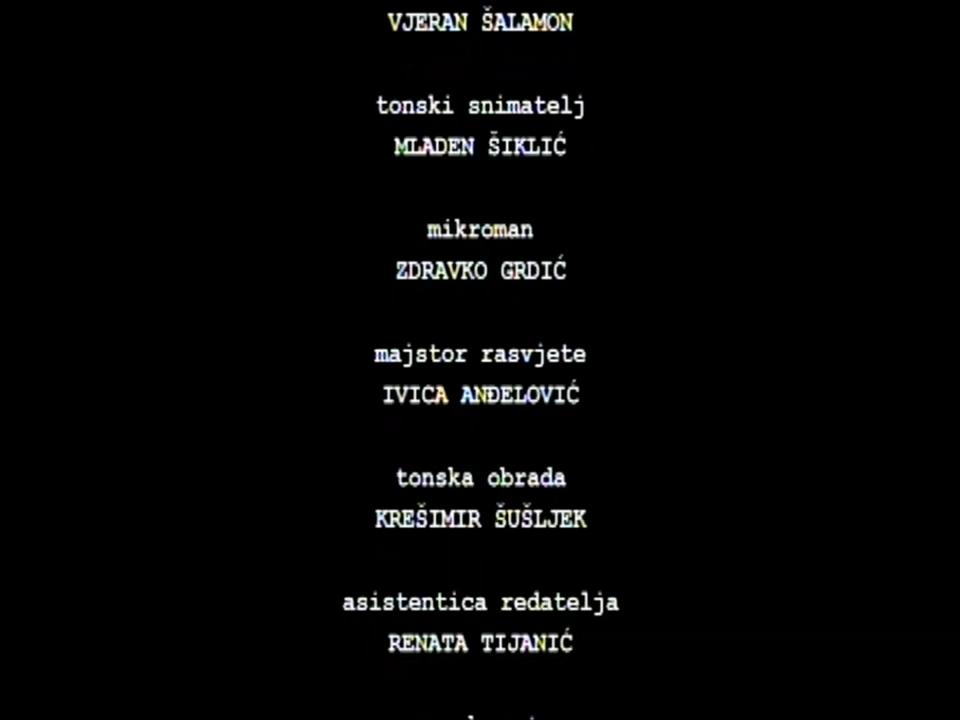 VJERAN ŠALAMON
tonski snimatelj
MLADEN ŠIKLIĆ
mikroman
ZDRAVKO GRDIĆ
majstor rasvjete
IVICA ANĐELOVIĆ
tonska obrada
KREŠIMIR ŠUŠLJEK
asistentica redatelja
RENATA TIJANIĆ